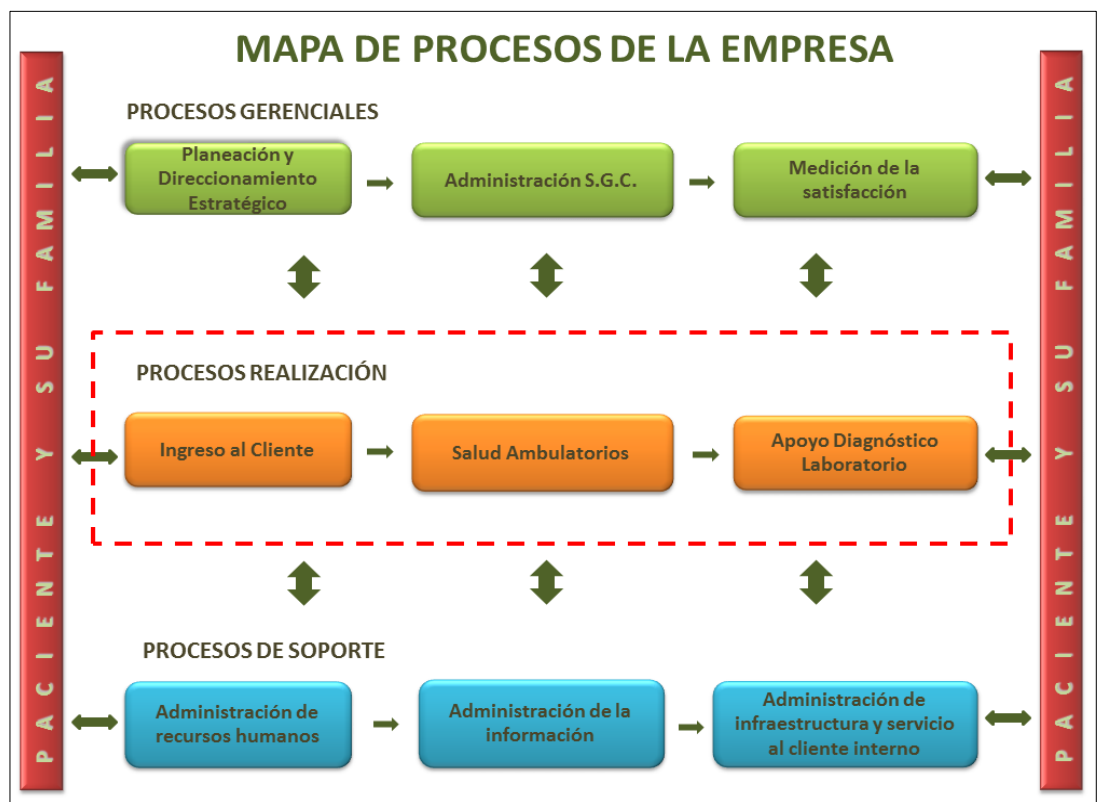 MAPA DE PROCESOS DE LA EMPRESA
PACIENTE Y SU FAMILIA
PROCESOS GERENCIALES
Planeación y
Direccionamiento
Estratégico
Administración S.G.C.
Medición de la
satisfacción
PROCESOS REALIZACIÓN
Ingreso al Cliente
Salud Ambulatorios
Apoyo Diagnóstico
Laboratorio
PROCESOS DE SOPORTE
Administración de
recursos humanos
Administración de la
información
Administración de
infraestructura y servicio
al cliente interno
PACIENTE Y SU FAMILIA